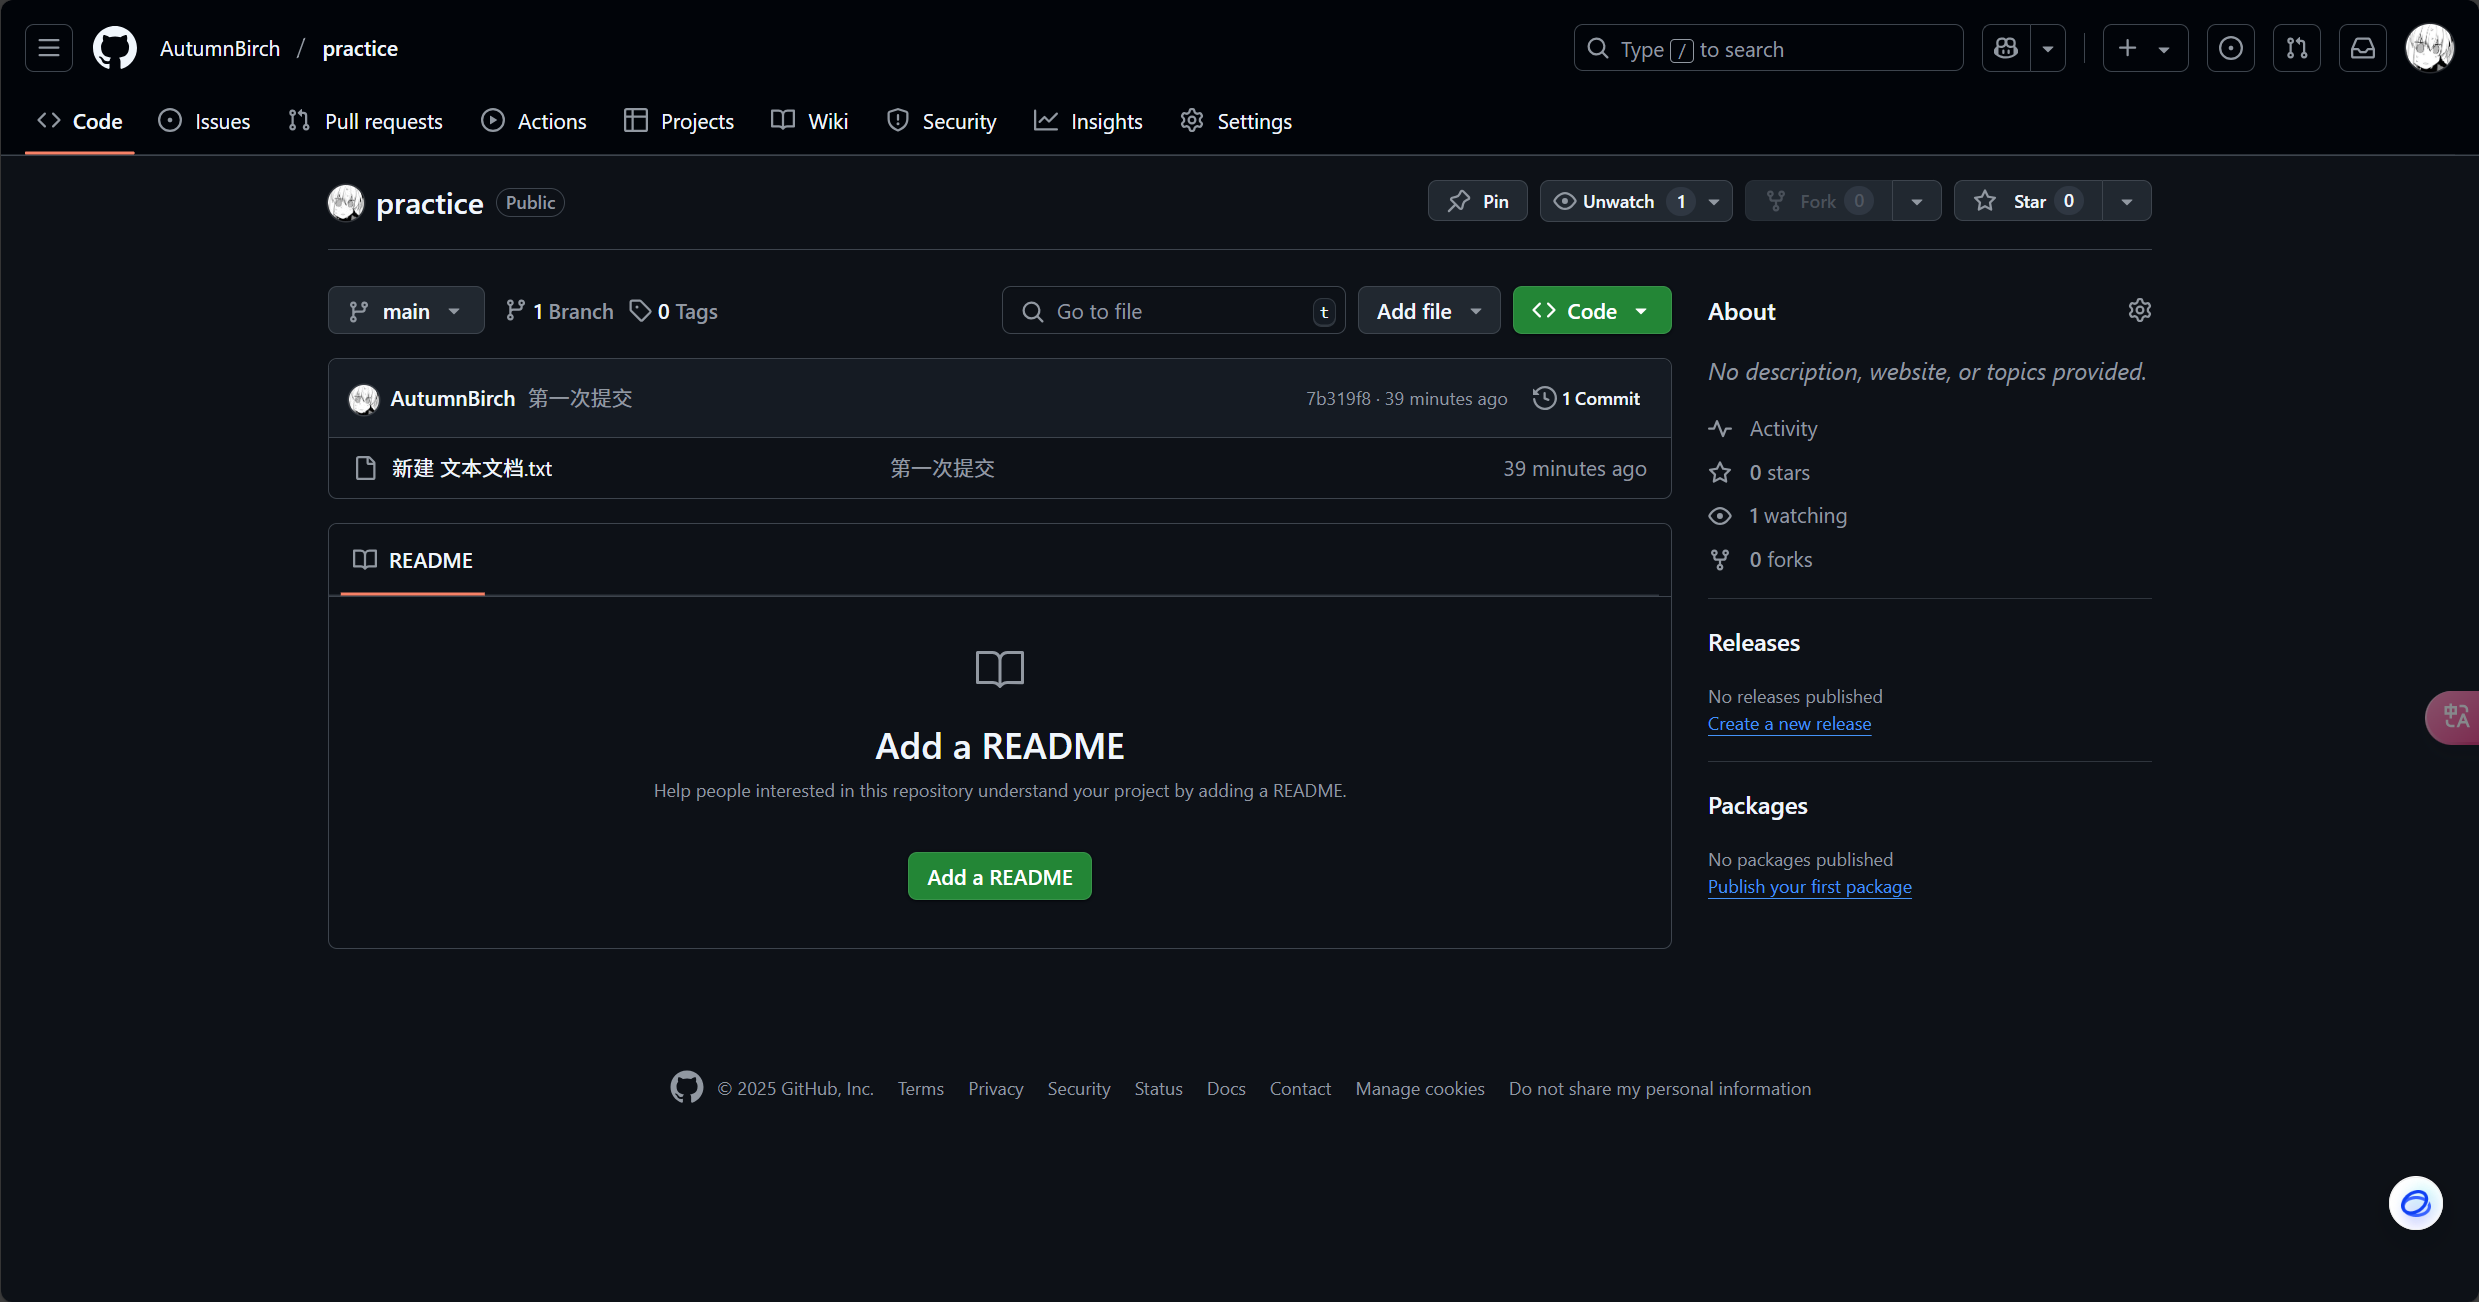 AutumnBirch / practice
Type / to search
Code Issues Pull requests Actions Projects Wiki Security Insights Settings
practice Public
Pin Unwatch 1 Fork 0 Star 0
main 1 Branch 0 Tags Go to file t Add file Code
AutumnBirch 第一次提交 7b319f8 · 39 minutes ago 1 Commit
新建 文本文档.txt 第一次提交 39 minutes ago
README
Add a README
Help people interested in this repository understand your project by adding a README.
Add a README
About
No description, website, or topics provided.
Activity
0 stars
1 watching
0 forks
Releases
No releases published
Create a new release
Packages
No packages published
Publish your first package
中A
© 2025 GitHub, Inc. Terms Privacy Security Status Docs Contact Manage cookies Do not share my personal information